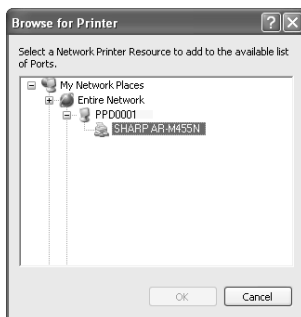 Browse for Printer
Select a Network Printer Resource to add to the available list
of Ports.
My Network Places
Entire Network
PPD0001
SHARP AR-M455N
OK
Cancel